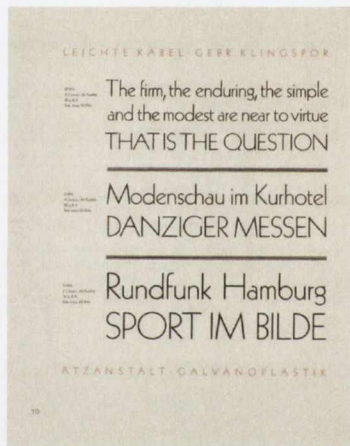 LEICHTE KABEL GEBR KLINGSPOR
The firm, the enduring, the simple
and the modest are near to virtue
THAT IS THE QUESTION
Modenschau im Kurhotel
DANZIGER MESSEN
Rundfunk Hamburg
SPORT IM BILDE
ATZANSTALT GALVANOPLASTIK